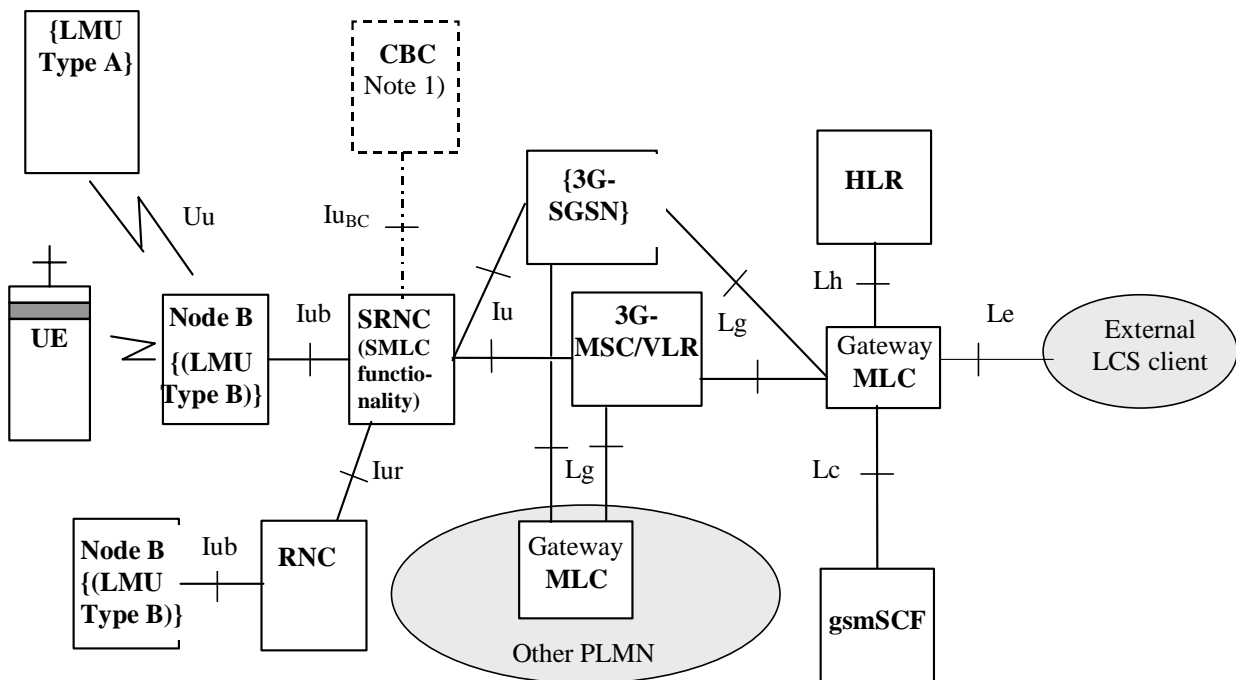 {LMU
Type A}
CBC
Note 1)
{3G-
SGSN}
HLR
Uu
Iu_BC
Lh
Le
UE
Node B
{(LMU
Type B)}
Iub
SRNC
(SMLC
functio-
nality)
Iu
3G-
MSC/VLR
Lg
Gateway
MLC
External
LCS client
Iur
Lg
Lc
Node B
{(LMU
Type B)}
Iub
RNC
Gateway
MLC
Other PLMN
gsmSCF